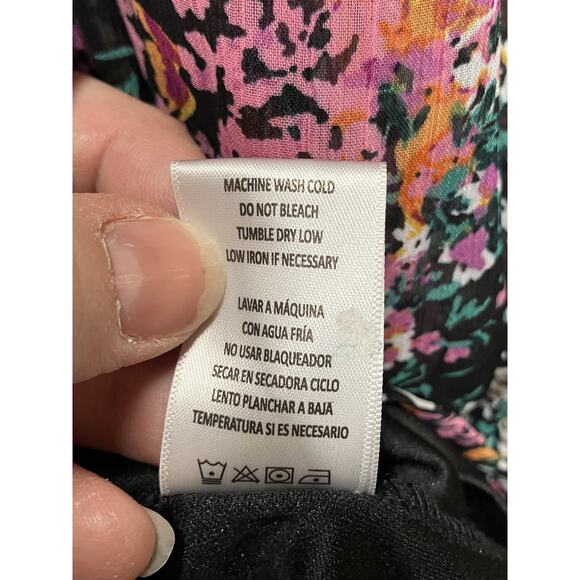 MACHINE WASH COLD
DO NOT BLEACH
TUMBLE DRY LOW
LOW IRON IF NECESSARY
LAVAR A MÁQUINA
CON AGUA FRÍA
NO USAR BLAQUEADOR
SECAR EN SECADORA CICLO
LENTO PLANCHAR A BAJA
TEMPERATURA SI ES NECESARIO